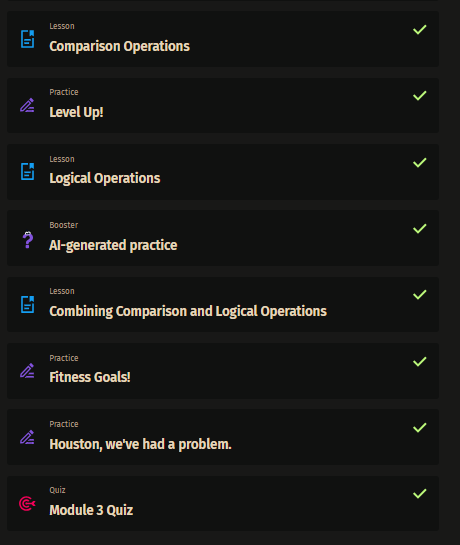 Lesson
Comparison Operations
Practice
Level Up!
Lesson
Logical Operations
Booster
AI-generated practice
Lesson
Combining Comparison and Logical Operations
Practice
Fitness Goals!
Practice
Houston, we've had a problem.
Quiz
Module 3 Quiz